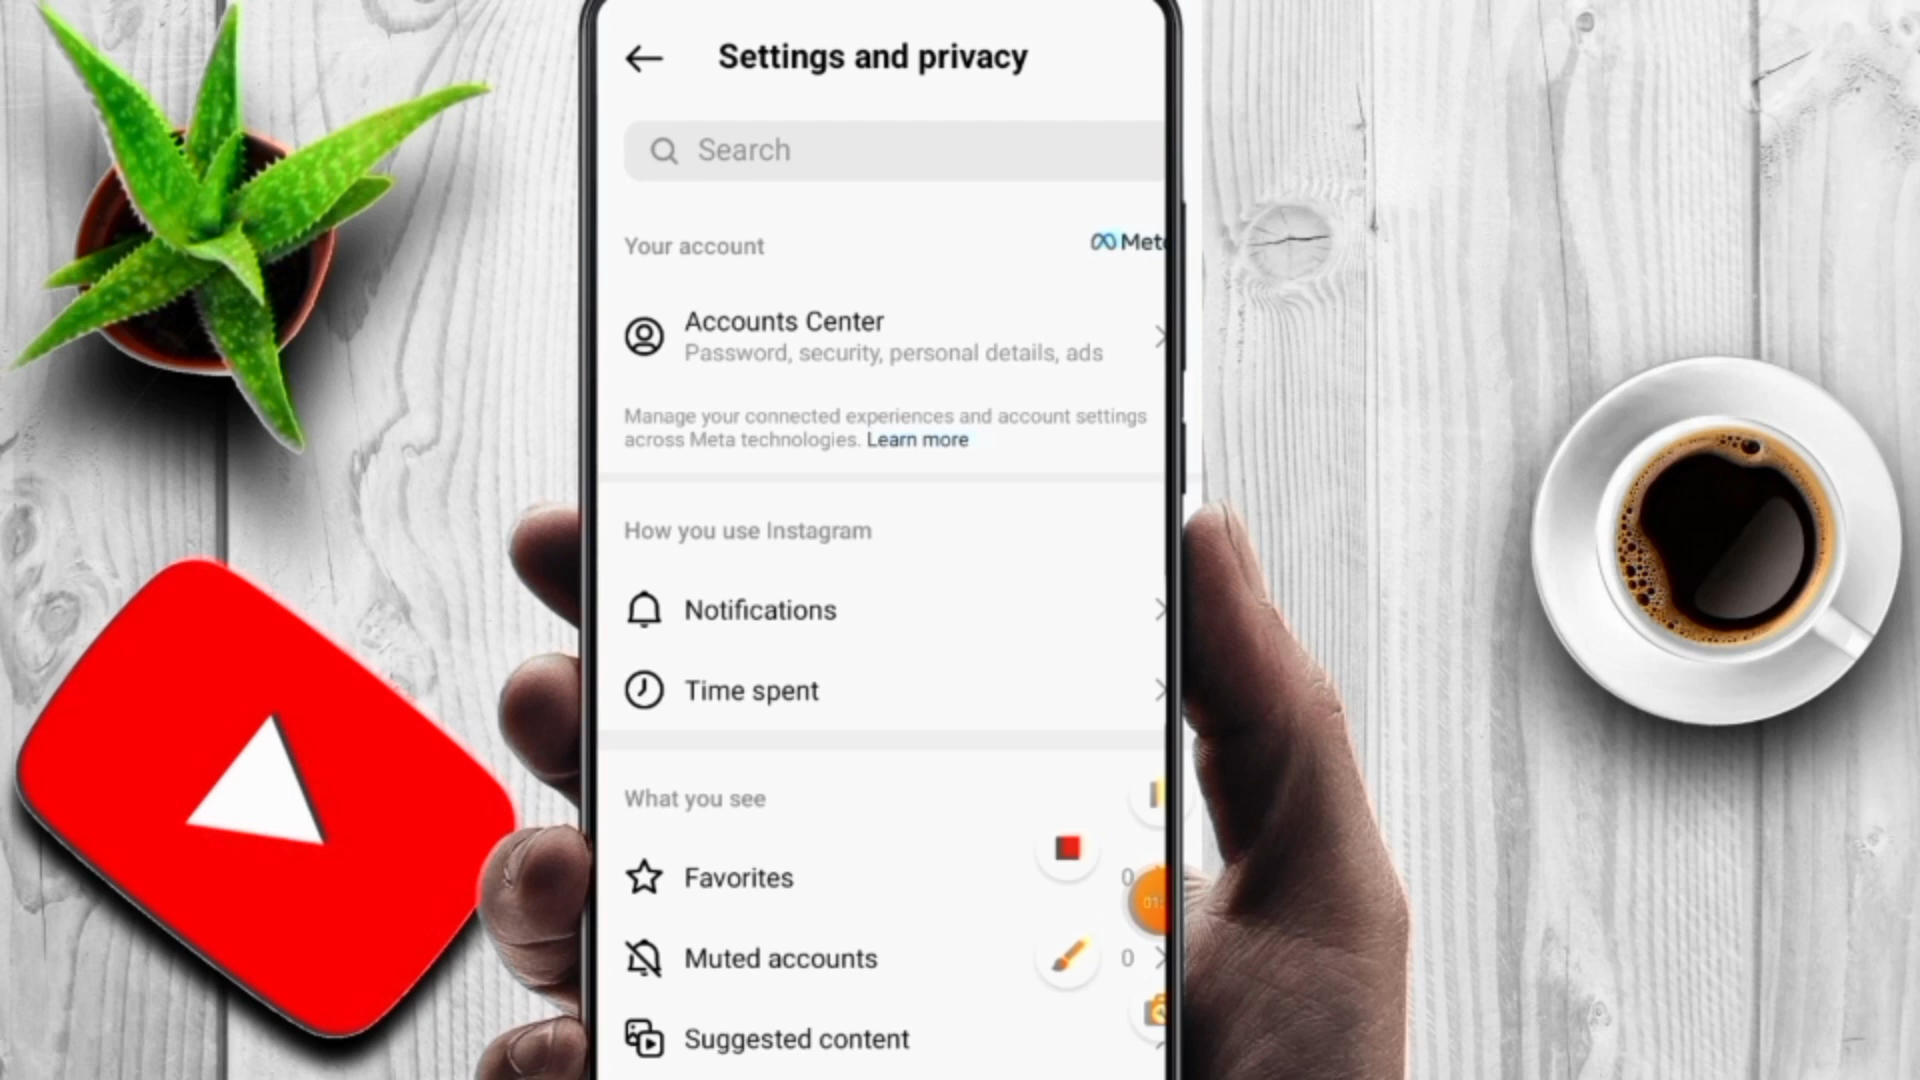 Settings and privacy
Search
Your account
Meta
Accounts Center
Password, security, personal details, ads
Manage your connected experiences and account settings
across Meta technologies. Learn more
How you use Instagram
Notifications
Time spent
What you see
Favorites
0
01:
Muted accounts
0
Suggested content